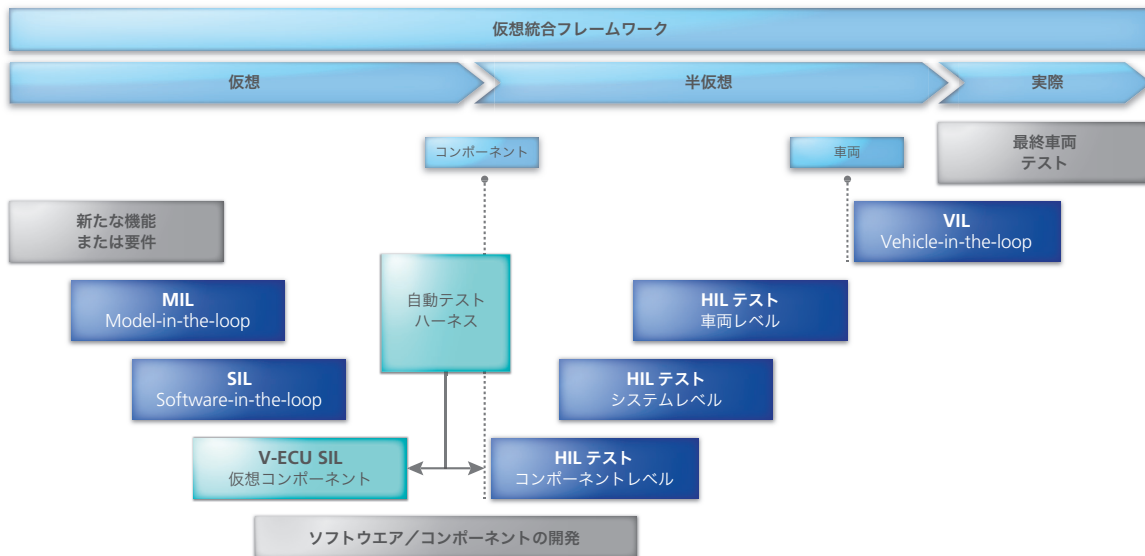 仮想統合フレームワーク
仮想
半仮想
実際
コンポーネント
車両
最終車両
テスト
新たな機能
または要件
VIL
Vehicle-in-the-loop
自動テスト
ハーネス
MIL
Model-in-the-loop
HIL テスト
車両レベル
SIL
Software-in-the-loop
HIL テスト
システムレベル
V-ECU SIL
仮想コンポーネント
HIL テスト
コンポーネントレベル
ソフトウエア／コンポーネントの開発